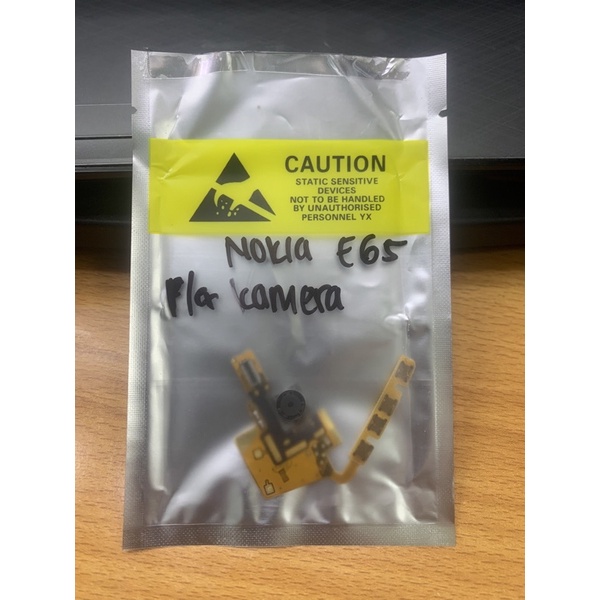 CAUTION
STATIC SENSITIVE
DEVICES
NOT TO BE HANDLED
BY UNAUTHORISED
PERSONNEL YX
Nokia E65
kamera